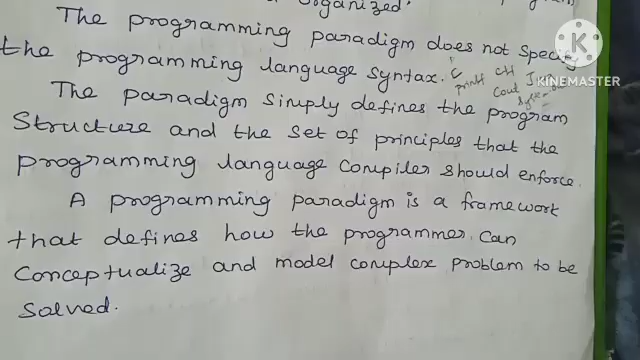 organized.
The programming paradigm does not specify
the programming language syntax.
C C++ J
printf cout System
KINEMASTER
The paradigm simply defines the program
structure and the set of principles that the
programming language compiler should enforce.
A programming paradigm is a framework
that defines how the programmer can
conceptualize and model complex problem to be
solved.